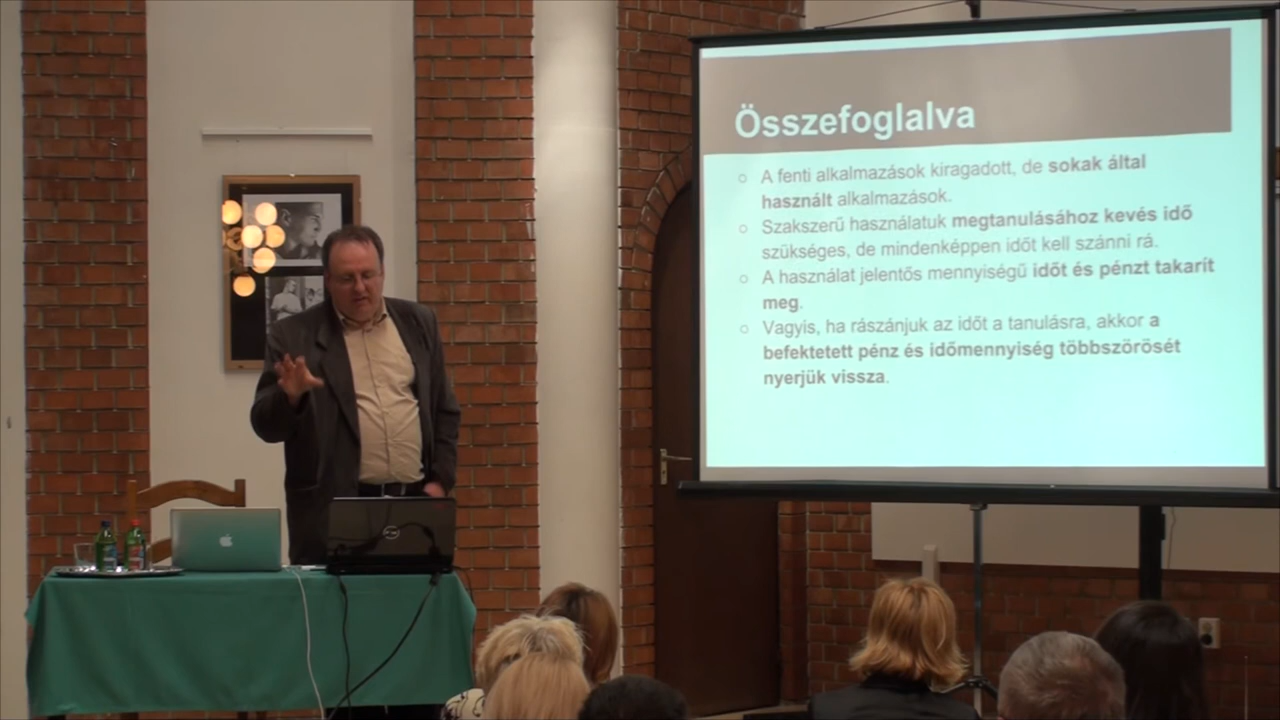 Összefoglalva
○ A fenti alkalmazások kiragadott, de sokak által
használt alkalmazások.
○ Szakszerű használatuk megtanulásához kevés idő
szükséges, de mindenképpen időt kell szánni rá.
○ A használat jelentős mennyiségű időt és pénzt takarít
meg.
○ Vagyis, ha rászánjuk az időt a tanulásra, akkor a
befektetett pénz és időmennyiség többszörösét
nyerjük vissza.